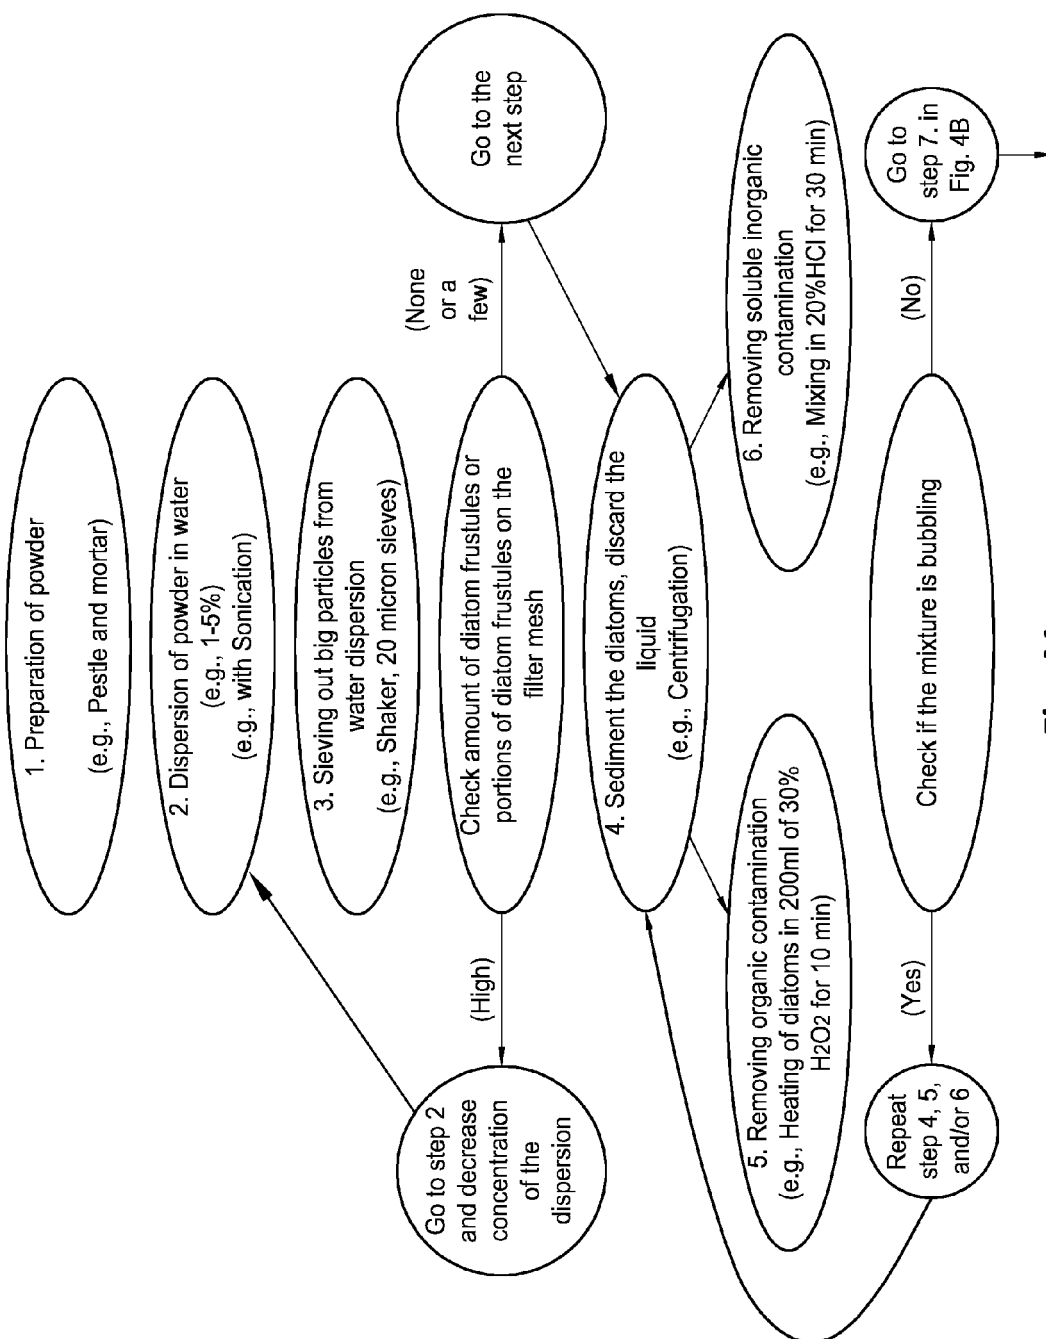 1. Preparation of powder
(e.g., Pestle and mortar)
2. Dispersion of powder in water
(e.g., 1-5%)
(e.g., with Sonication)
3. Sieving out big particles from
water dispersion
(e.g., Shaker, 20 micron sieves)
Go to step 2
and decrease
concentration
of the
dispersion
(High)
Check amount of diatom frustules or
portions of diatom frustules on the
filter mesh
(None
or a
few)
Go to the
next step
4. Sediment the diatoms, discard the
liquid
(e.g., Centrifugation)
5. Removing organic contamination
(e.g., Heating of diatoms in 200ml of 30%
H2O2 for 10 min)
6. Removing soluble inorganic
contamination
(e.g., Mixing in 20%HCl for 30 min)
Repeat
step 4, 5,
and/or 6
(Yes)
Check if the mixture is bubbling
(No)
Go to
step 7. in
Fig. 4B